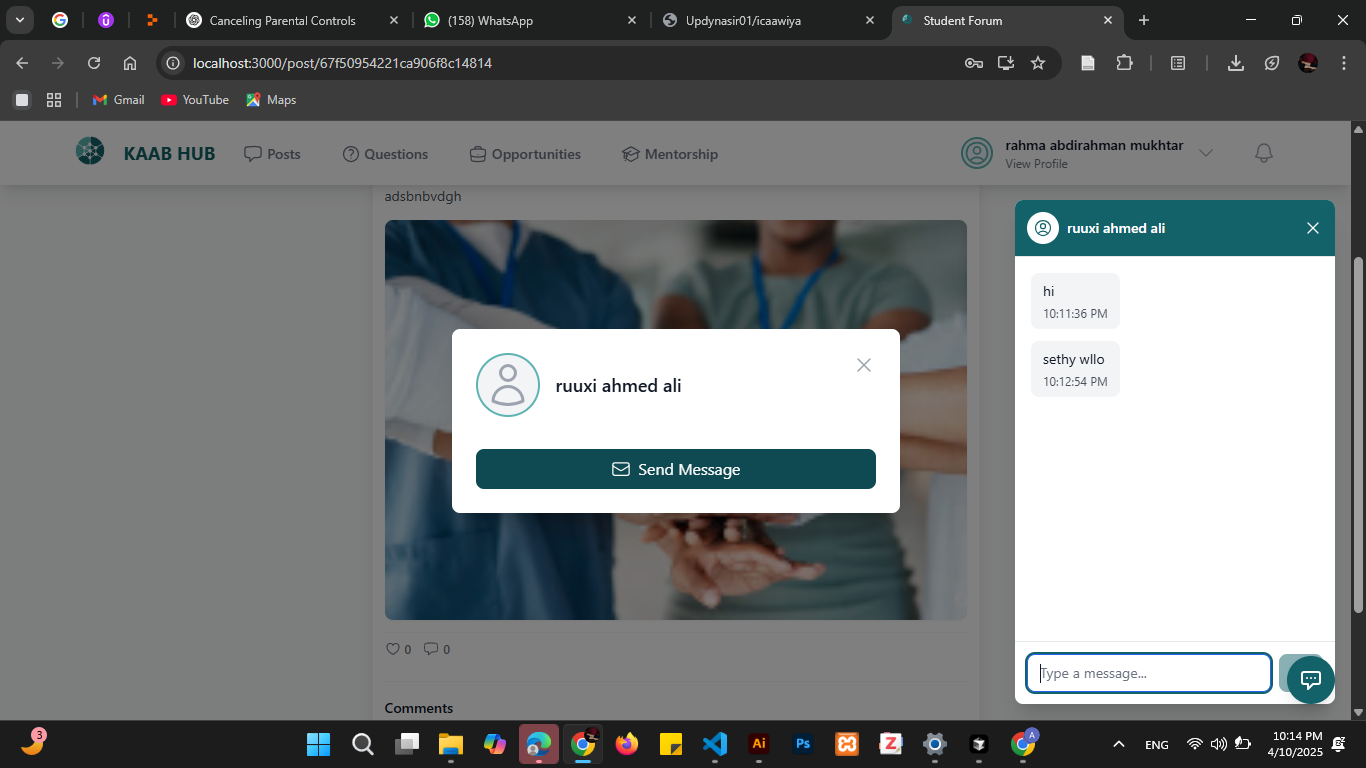 Canceling Parental Controls
(158) WhatsApp
Updynasir01/icaawiya
Student Forum
localhost:3000/post/67f50954221ca906f8c14814
Gmail
YouTube
Maps
KAAB HUB
Posts
Questions
Opportunities
Mentorship
rahma abdirahman mukhtar
View Profile
adsbnbvdgh
ruuxi ahmed ali
Send Message
0
0
Comments
ruuxi ahmed ali
hi
10:11:36 PM
sethy wllo
10:12:54 PM
Type a message...
3
Ai
Ps
Z
A
ENG
10:14 PM
4/10/2025